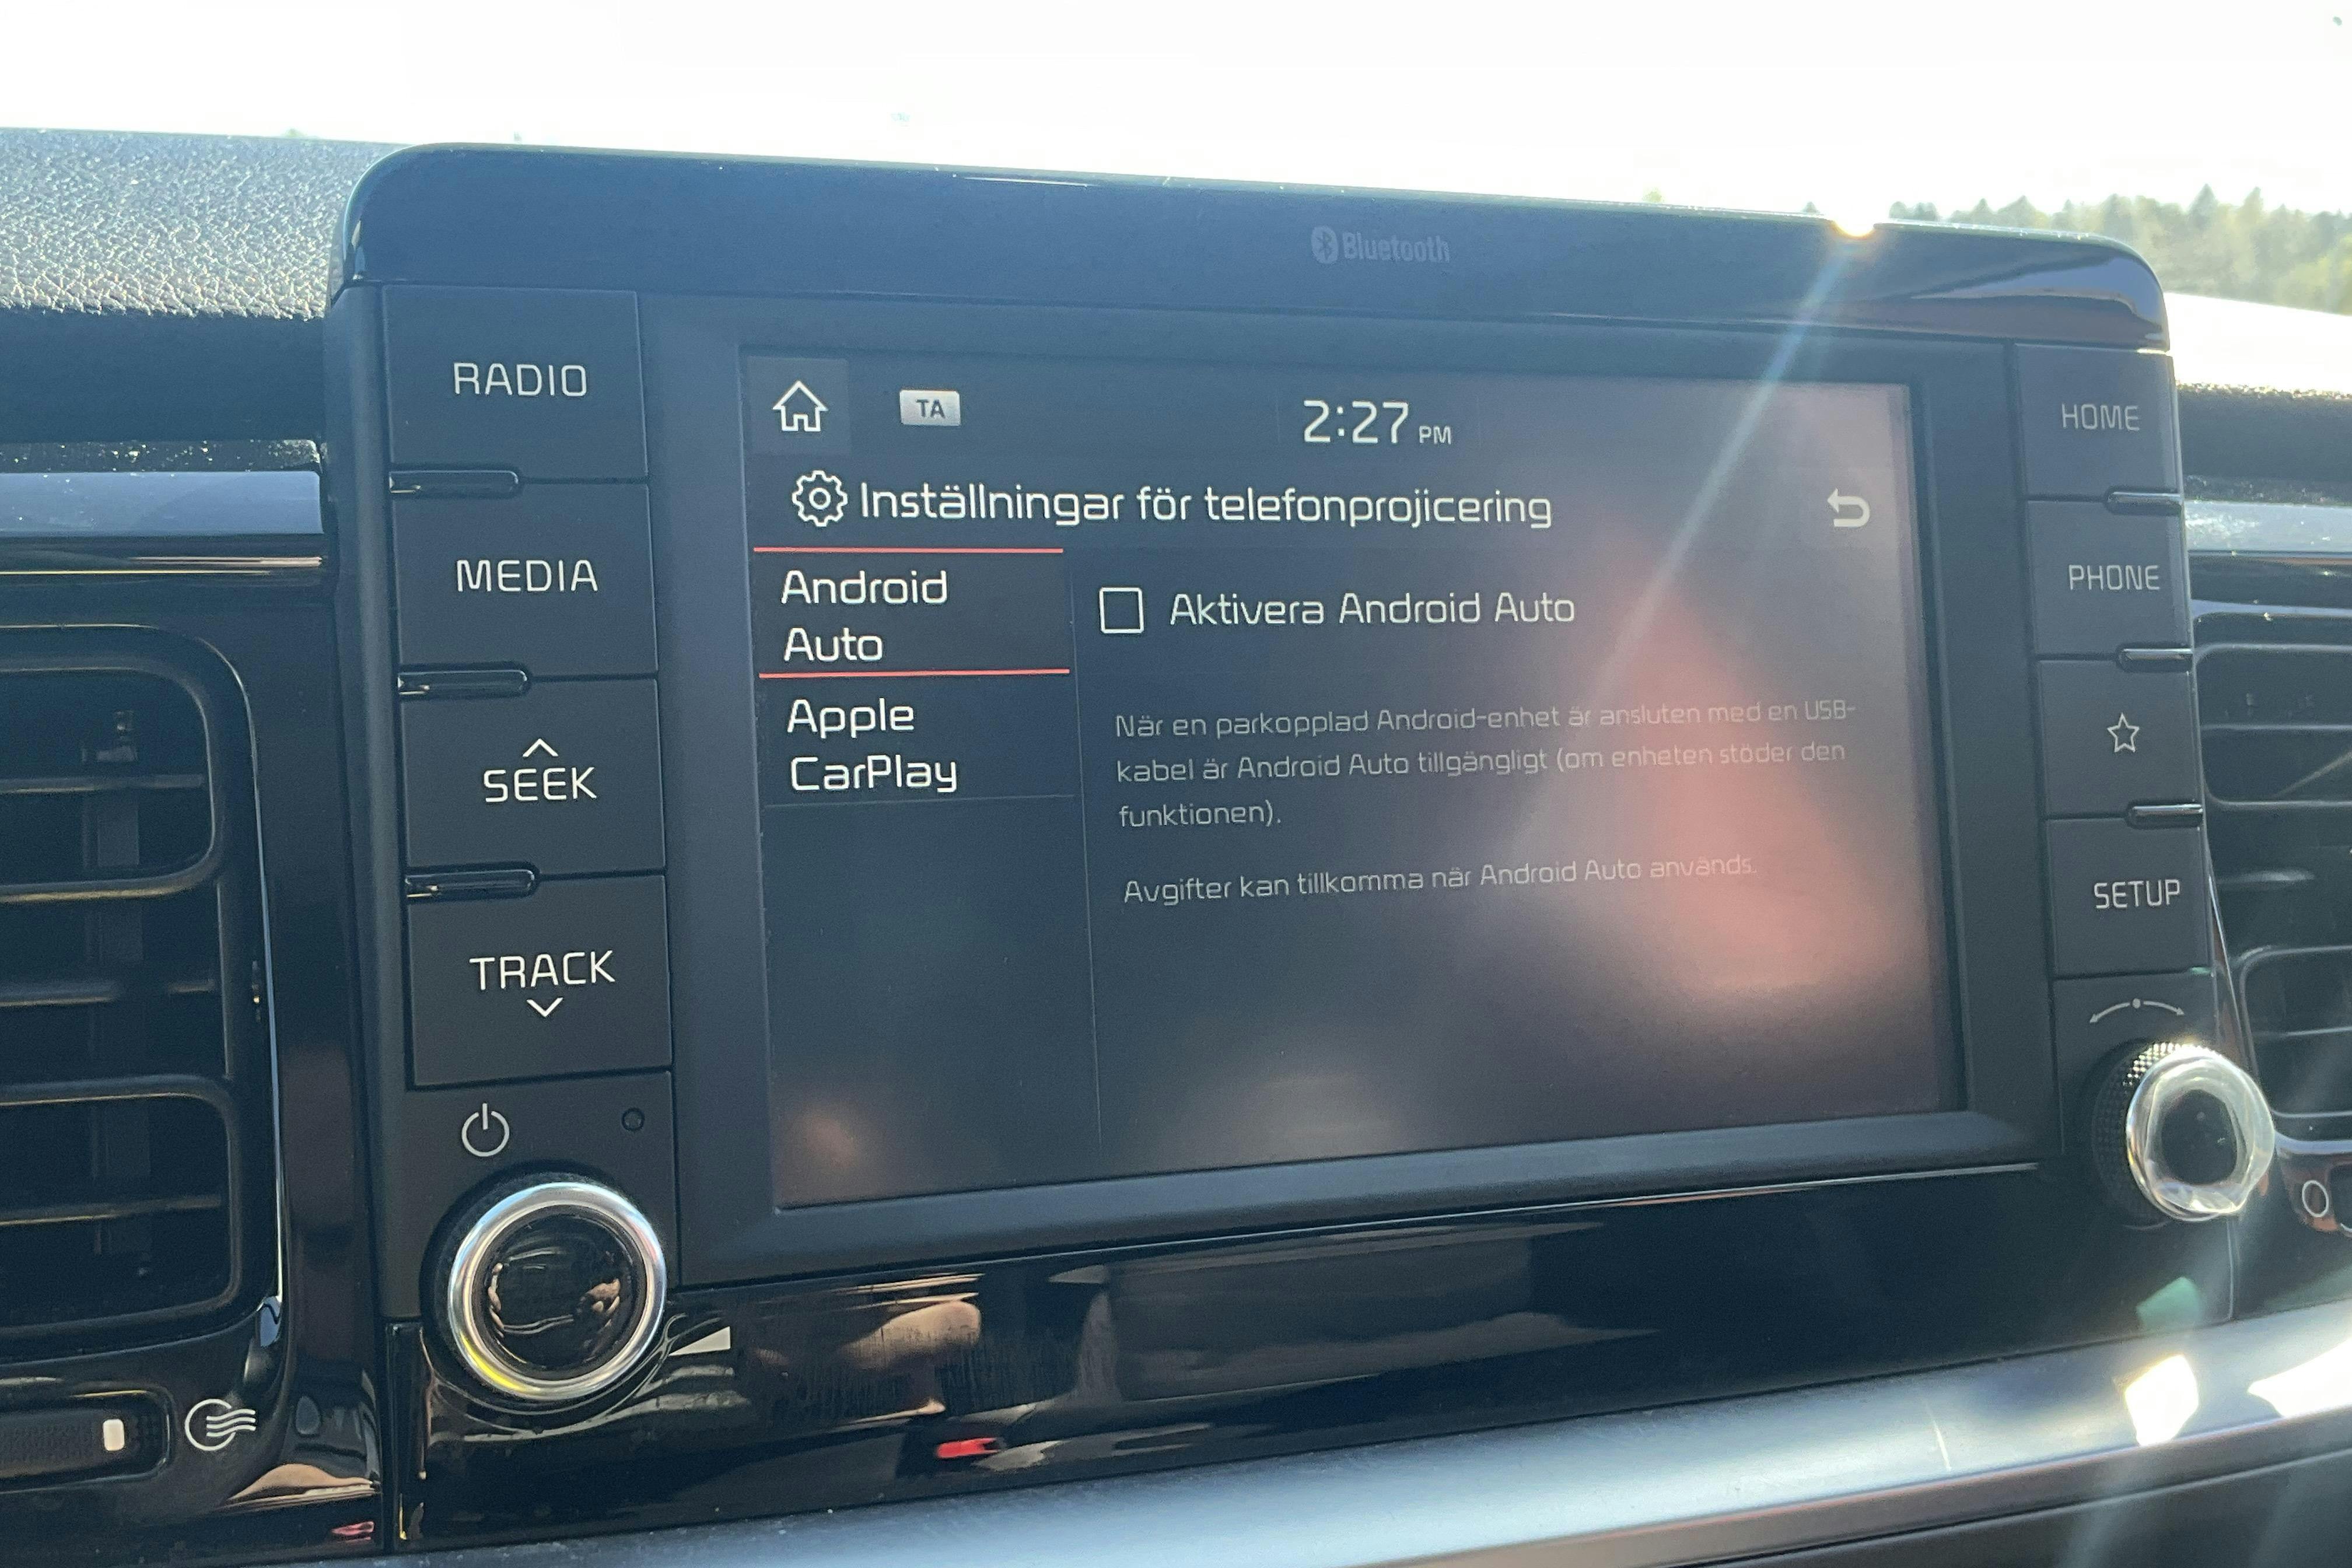 Bluetooth
RADIO
MEDIA
SEEK
TRACK
TA
2:27 PM
Inställningar för telefonprojicering
Android
Auto
Apple
CarPlay
Aktivera Android Auto
När en parkopplad Android-enhet är ansluten med en USB-
kabel är Android Auto tillgängligt (om enheten stöder den
funktionen).
Avgifter kan tillkomma när Android Auto används.
HOME
PHONE
SETUP